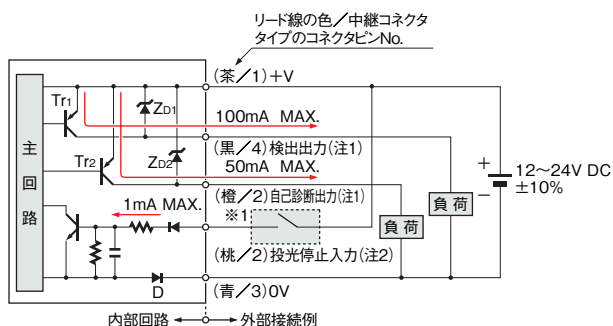 リード線の色／中継コネクタ
タイプのコネクタピンNo.
(茶／1)＋V
Tr1
ZD1
100mA MAX.
(黒／4)検出出力(注1)
主回路
Tr2
ZD2
50mA MAX.
(橙／2)自己診断出力(注1)
1mA MAX.
※1
(桃／2)投光停止入力(注2)
D
(青／3)0V
負荷
負荷
＋
－
12～24V DC
±10%
内部回路
外部接続例